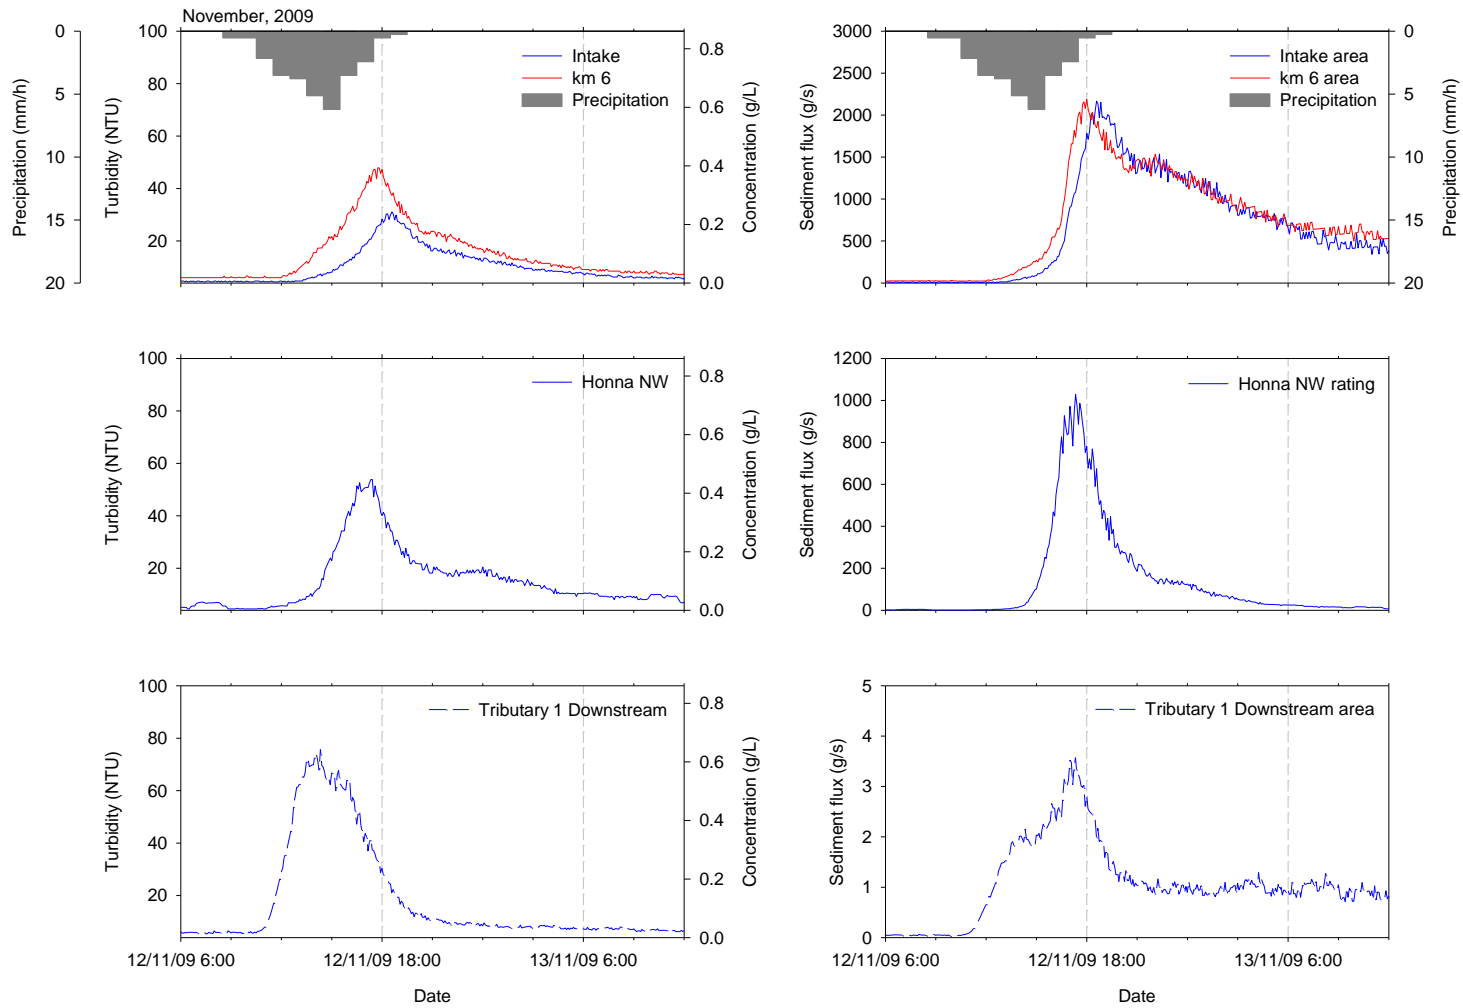 November, 2009
Precipitation (mm/h)
0
5
10
15
20
Turbidity (NTU)
100
80
60
40
20
Intake
km 6
Precipitation
0.8
0.6
0.4
0.2
0.0
Concentration (g/L)
Sediment flux (g/s)
3000
2500
2000
1500
1000
500
0
Intake area
km 6 area
Precipitation
0
5
10
15
20
Precipitation (mm/h)
Turbidity (NTU)
100
80
60
40
20
Honna NW
0.8
0.6
0.4
0.2
0.0
Concentration (g/L)
Sediment flux (g/s)
1200
1000
800
600
400
200
0
Honna NW rating
Turbidity (NTU)
100
80
60
40
20
Tributary 1 Downstream
0.8
0.6
0.4
0.2
0.0
Concentration (g/L)
12/11/09 6:00
12/11/09 18:00
13/11/09 6:00
Date
Sediment flux (g/s)
5
4
3
2
1
0
Tributary 1 Downstream area
12/11/09 6:00
12/11/09 18:00
13/11/09 6:00
Date